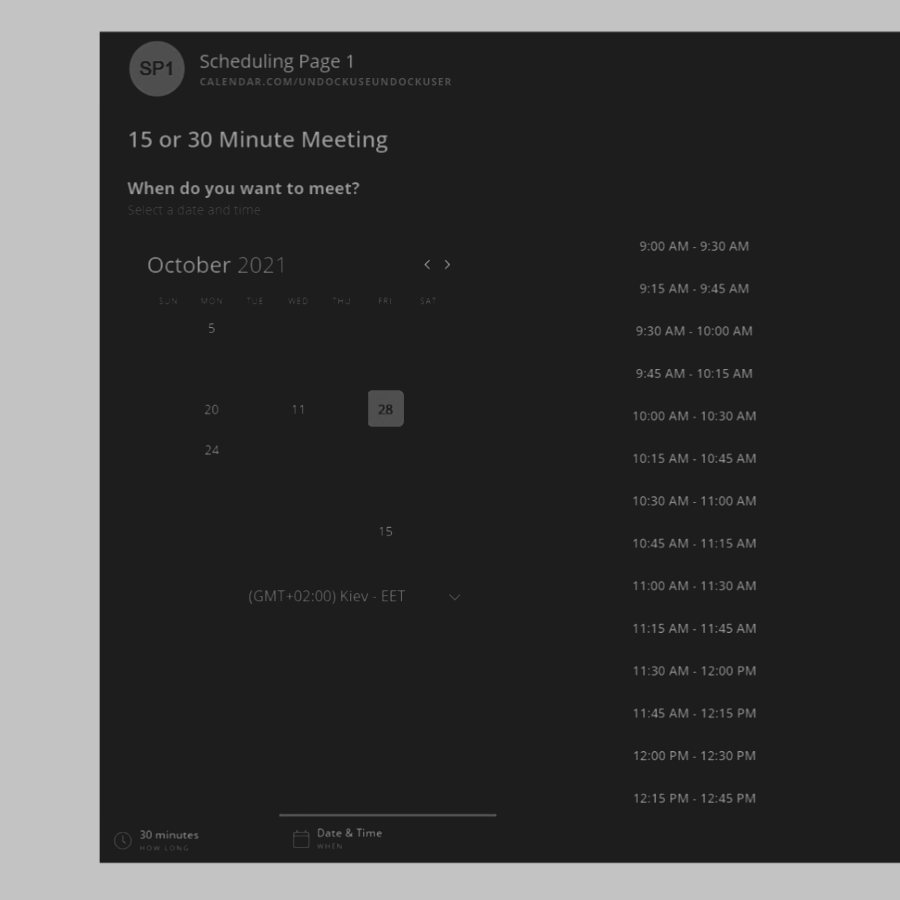 SP1
Scheduling Page 1
CALENDAR.COM/UNDOCKUSEUNDOCKUSER
15 or 30 Minute Meeting
When do you want to meet?
Select a date and time
October 2021
SUN MON TUE WED THU FRI SAT
5
20 11 28
24
15
(GMT+02:00) Kiev - EET
9:00 AM - 9:30 AM
9:15 AM - 9:45 AM
9:30 AM - 10:00 AM
9:45 AM - 10:15 AM
10:00 AM - 10:30 AM
10:15 AM - 10:45 AM
10:30 AM - 11:00 AM
10:45 AM - 11:15 AM
11:00 AM - 11:30 AM
11:15 AM - 11:45 AM
11:30 AM - 12:00 PM
11:45 AM - 12:15 PM
12:00 PM - 12:30 PM
12:15 PM - 12:45 PM
30 minutes
HOW LONG
Date & Time
WHEN